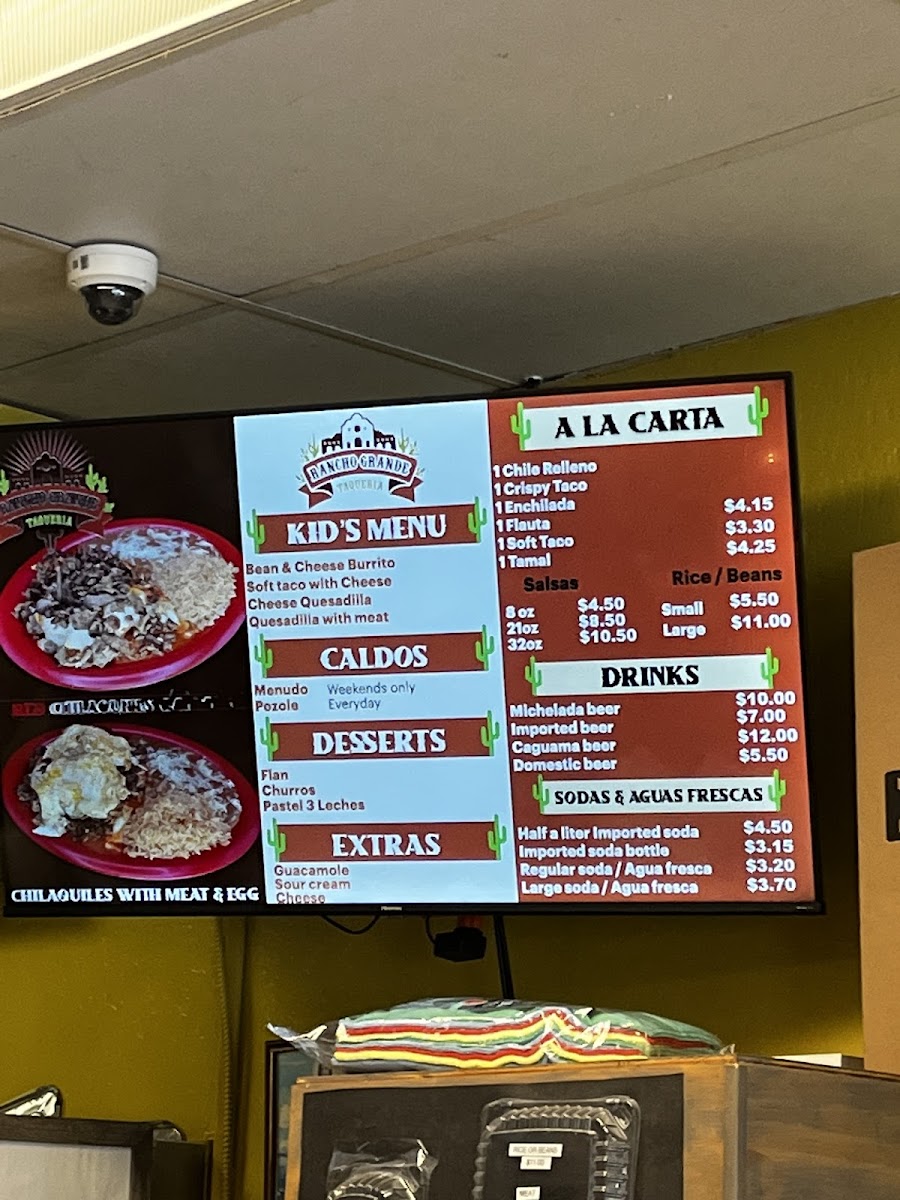 RANCHO GRANDE
TAQUERIA
CHILAQUILES
CHILAQUILES WITH MEAT & EGG
RANCHO GRANDE
TAQUERIA
KID'S MENU
Bean & Cheese Burrito
Soft taco with Cheese
Cheese Quesadilla
Quesadilla with meat
CALDOS
Menudo Weekends only
Pozole Everyday
DESSERTS
Flan
Churros
Pastel 3 Leches
EXTRAS
Guacamole
Sour cream
Cheese
A LA CARTA
1 Chile Relleno
1 Crispy Taco
1 Enchilada $4.15
1 Flauta $3.30
1 Soft Taco $4.25
1 Tamal
Salsas Rice / Beans
8 oz $4.50 Small $5.50
21oz $8.50 Large $11.00
32oz $10.50
DRINKS
Michelada beer $10.00
Imported beer $7.00
Caguama beer $12.00
Domestic beer $5.50
SODAS & AGUAS FRESCAS
Half a liter Imported soda $4.50
Imported soda bottle $3.15
Regular soda / Agua fresca $3.20
Large soda / Agua fresca $3.70
Hisense
RICE OR BEANS
$11.00
MEAT